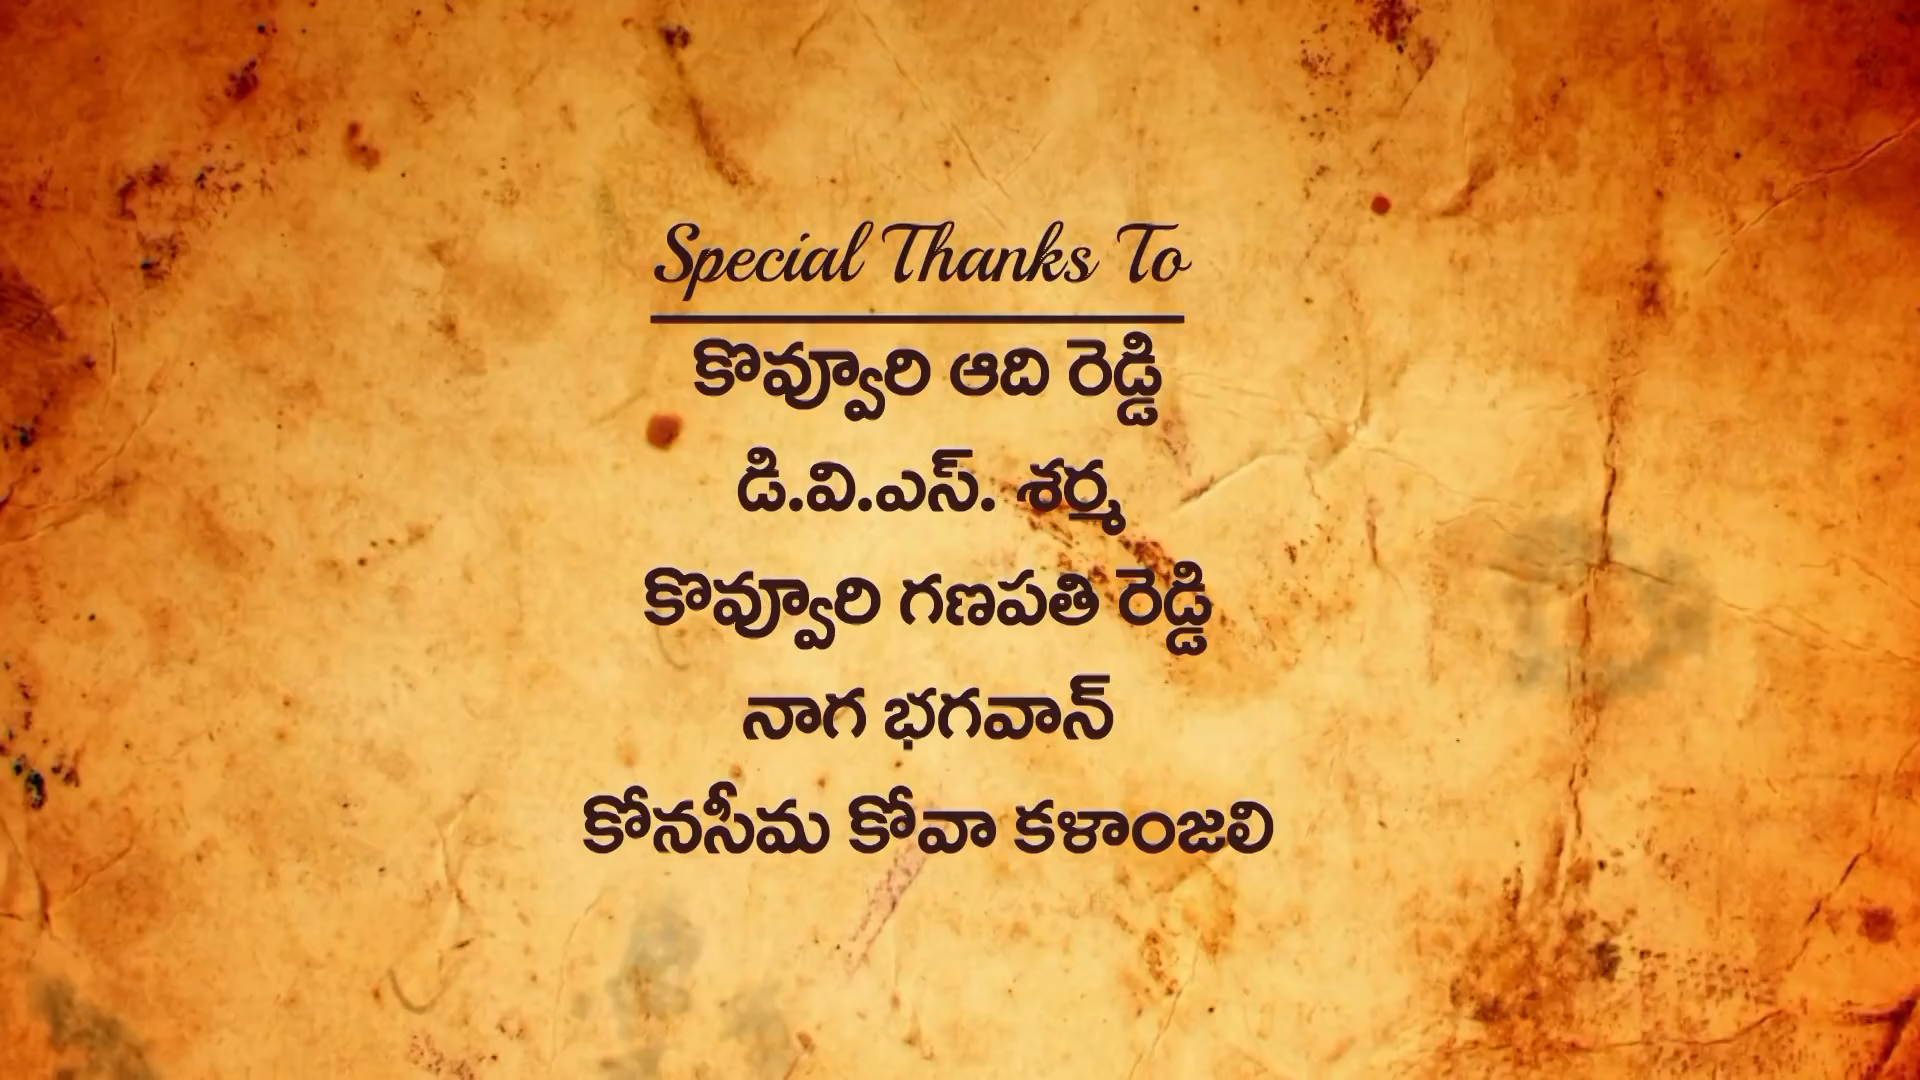 Special Thanks To
కొవ్వూరి ఆది రెడ్డి
డి.వి.ఎస్. శర్మ
కొవ్వూరి గణపతి రెడ్డి
నాగ భగవాన్
కోనసీమ కోవా కళాంజలి